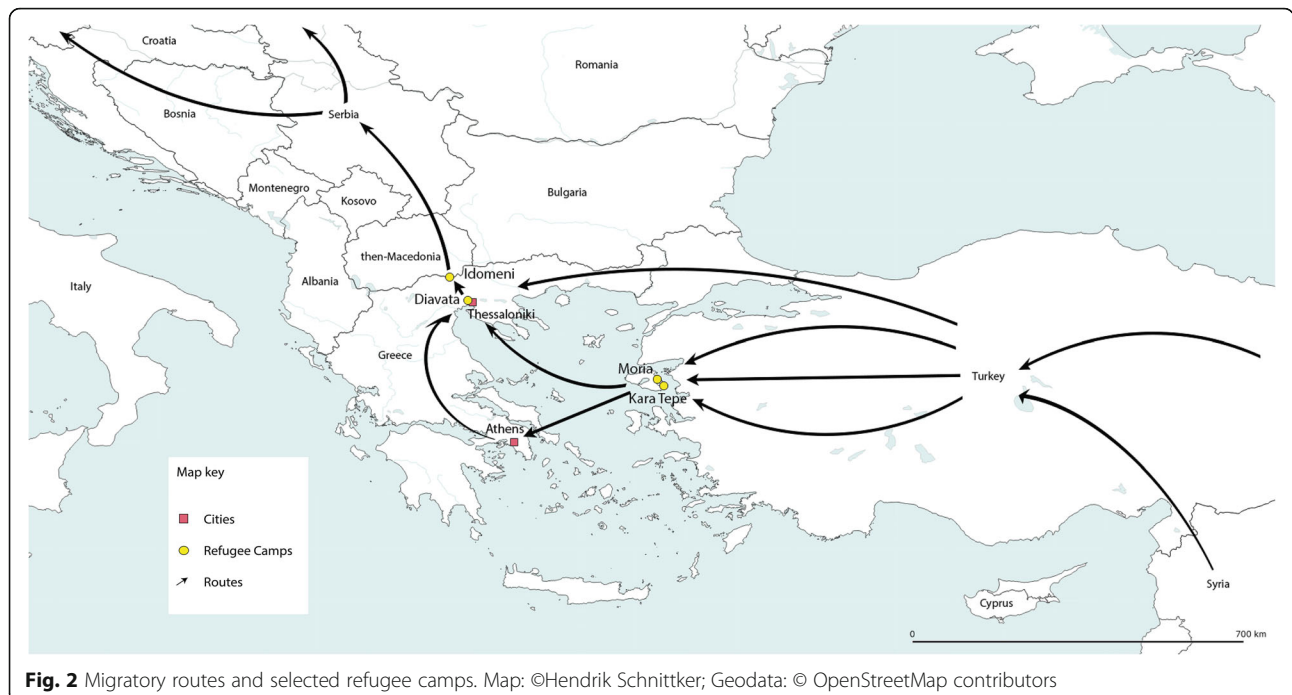 Croatia
Romania
Bosnia
Serbia
Montenegro
Kosovo
Bulgaria
then-Macedonia
Idomeni
Albania
Italy
Diavata
Thessaloniki
Greece
Moria
Turkey
Kara Tepe
Athens
Map key
Cities
Refugee Camps
Routes
Syria
Cyprus
0 700 km
Fig. 2 Migratory routes and selected refugee camps. Map: ©Hendrik Schnittker; Geodata: © OpenStreetMap contributors